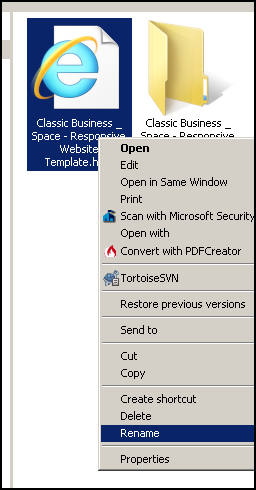 Classic Business _
Space - Responsive
Website
Template.h
Classic Business _
Space - Responsive
Open
Edit
Open in Same Window
Print
Scan with Microsoft Security
Open with
Convert with PDFCreator
TortoiseSVN
Restore previous versions
Send to
Cut
Copy
Create shortcut
Delete
Rename
Properties